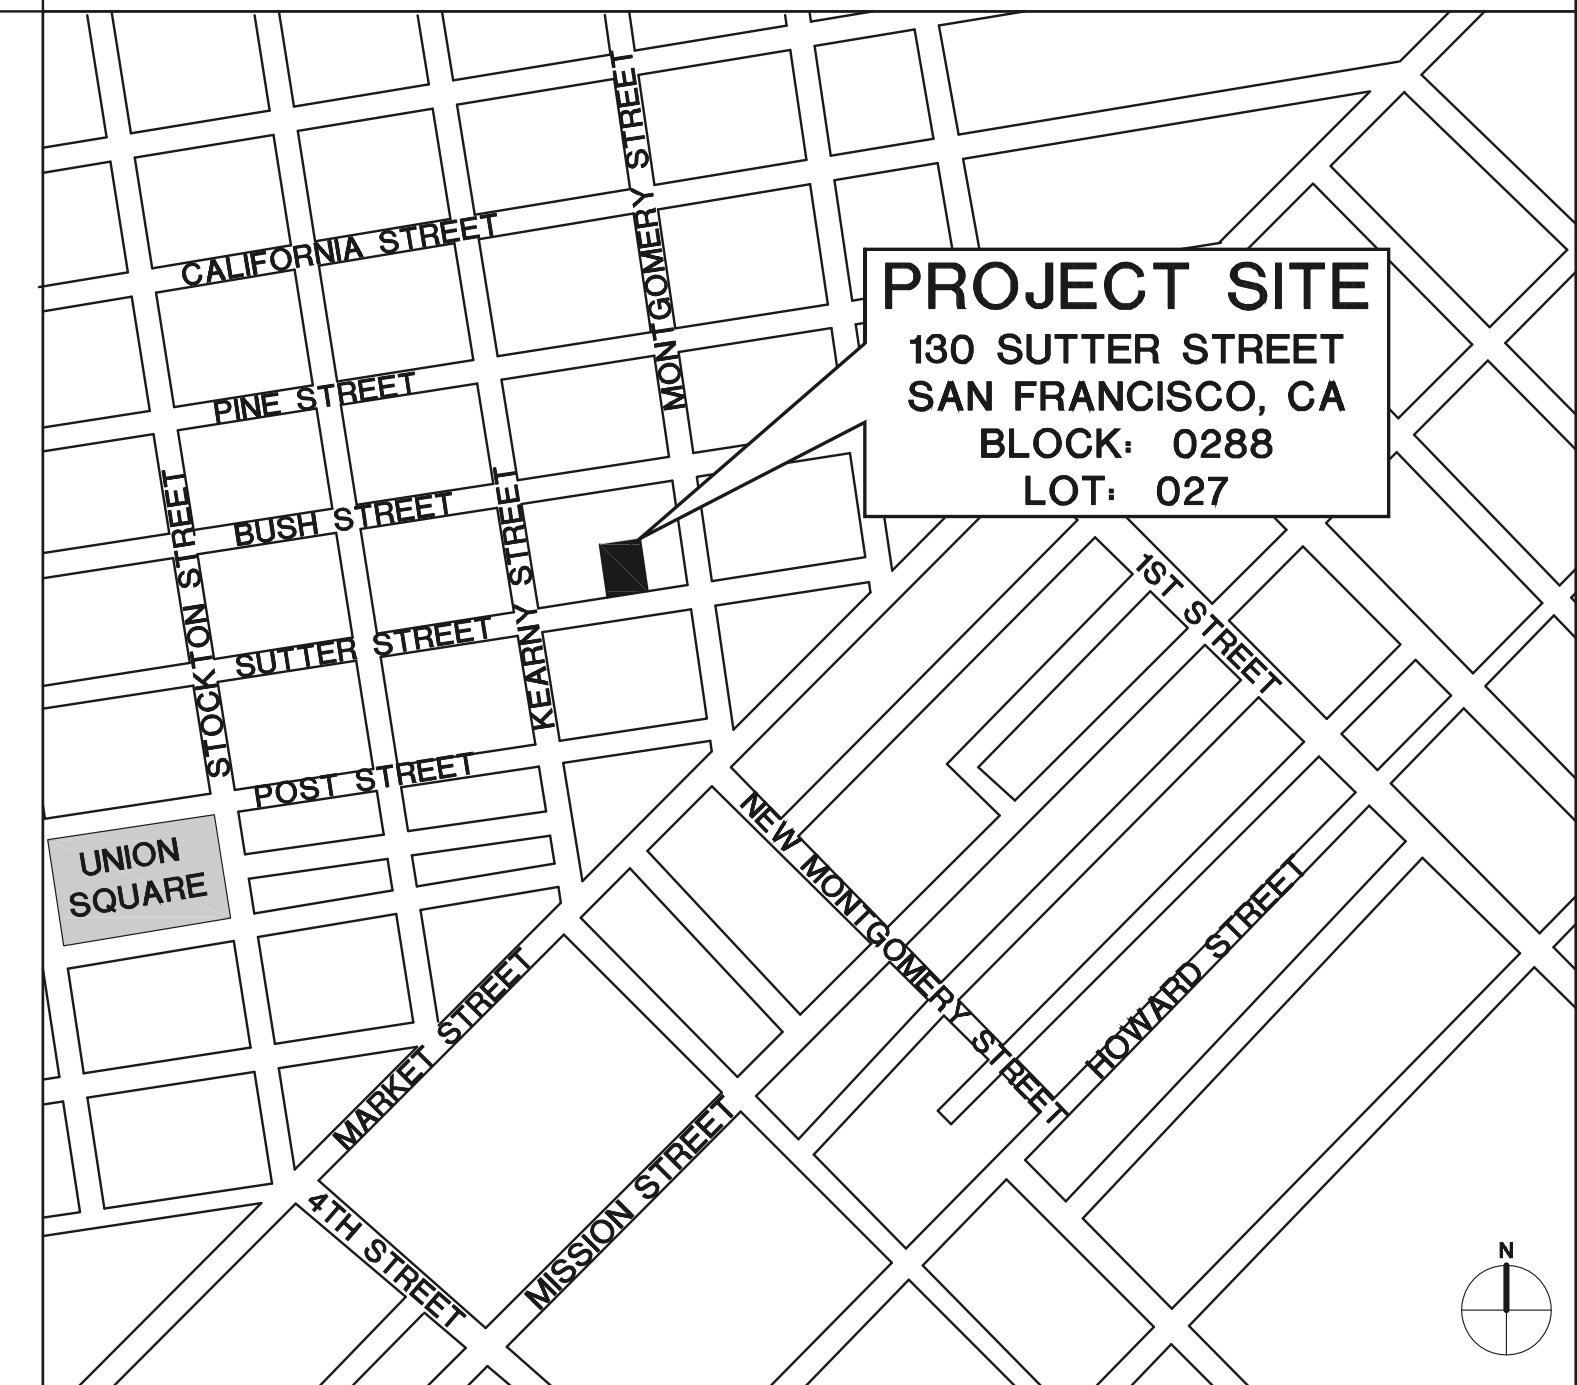 MONTGOMERY STREET
CALIFORNIA STREET
PROJECT SITE
130 SUTTER STREET
SAN FRANCISCO, CA
BLOCK: 0288
LOT: 027
PINE STREET
BUSH STREET
STOCKTON STREET
KEARNY STREET
SUTTER STREET
1ST STREET
POST STREET
UNION
SQUARE
NEW MONTGOMERY STREET
HOWARD STREET
MARKET STREET
MISSION STREET
4TH STREET
N